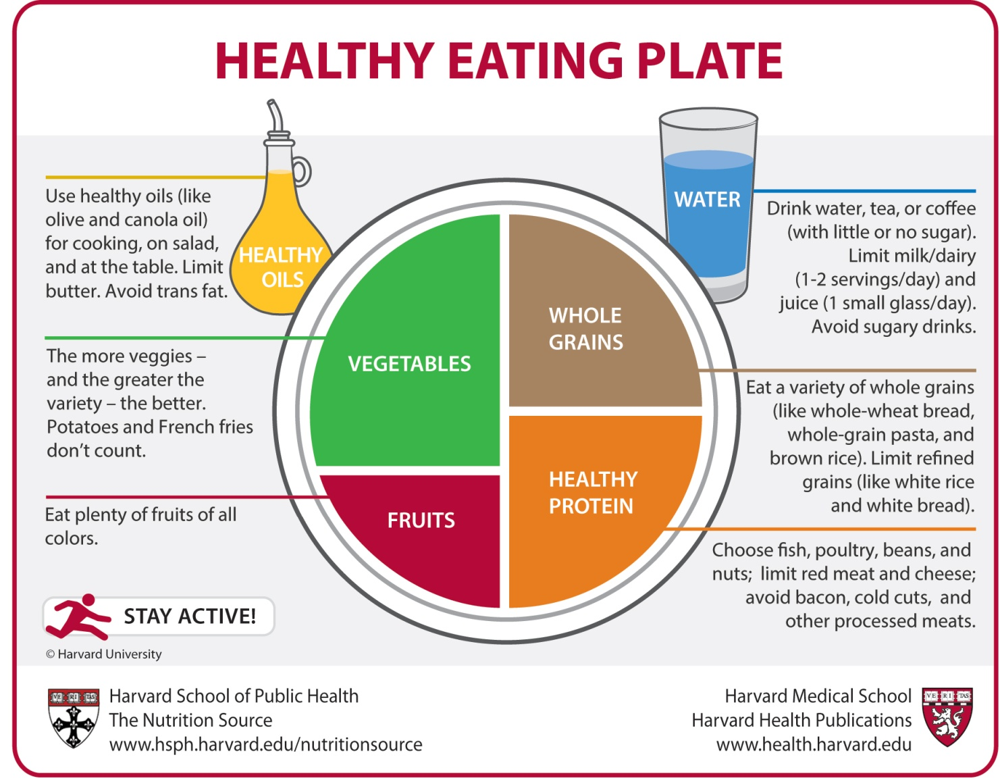 HEALTHY EATING PLATE
Use healthy oils (like
olive and canola oil)
for cooking, on salad,
and at the table. Limit
butter. Avoid trans fat.
HEALTHY
OILS
WATER
Drink water, tea, or coffee
(with little or no sugar).
Limit milk/dairy
(1-2 servings/day) and
juice (1 small glass/day).
Avoid sugary drinks.
The more veggies –
and the greater the
variety – the better.
Potatoes and French fries
don’t count.
VEGETABLES
WHOLE
GRAINS
Eat a variety of whole grains
(like whole-wheat bread,
whole-grain pasta, and
brown rice). Limit refined
grains (like white rice
and white bread).
Eat plenty of fruits of all
colors.
FRUITS
HEALTHY
PROTEIN
Choose fish, poultry, beans, and
nuts; limit red meat and cheese;
avoid bacon, cold cuts, and
other processed meats.
STAY ACTIVE!
© Harvard University
VE RI TAS
Harvard School of Public Health
The Nutrition Source
www.hsph.harvard.edu/nutritionsource
Harvard Medical School
Harvard Health Publications
www.health.harvard.edu
VE RI TAS